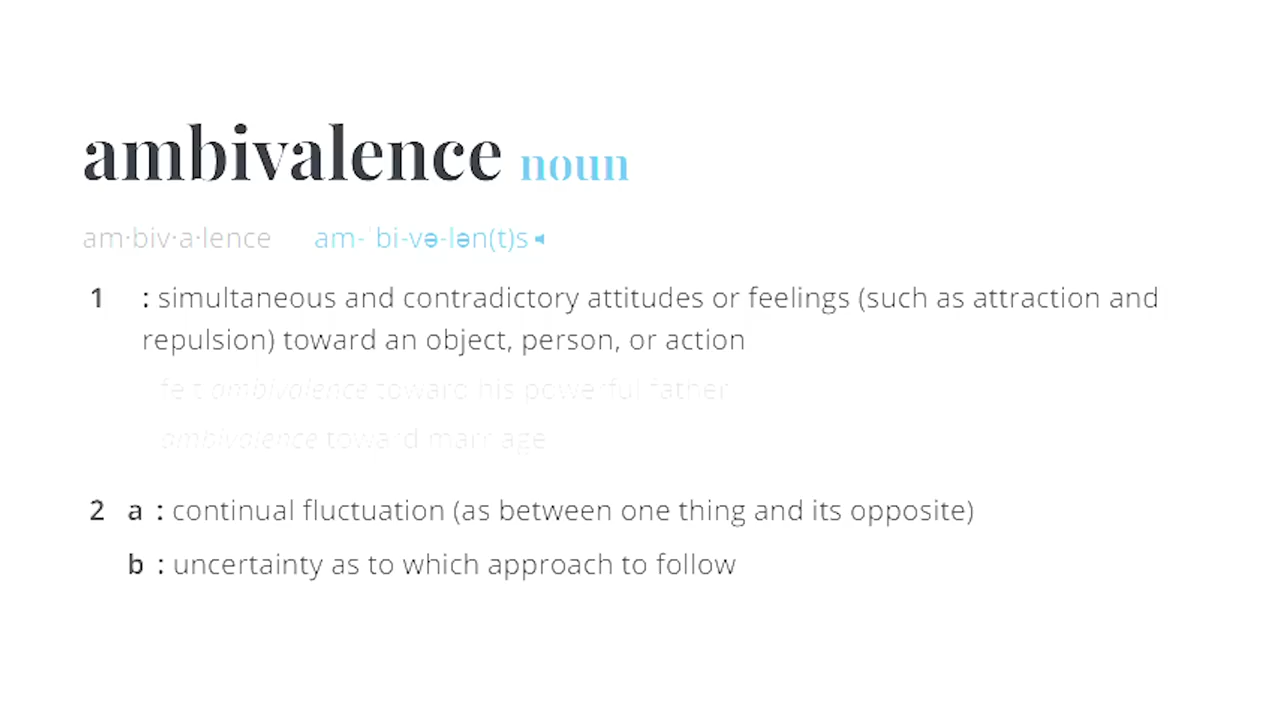 ambivalence noun
am·biv·a·lence am-ˈbi-və-lən(t)s
1 : simultaneous and contradictory attitudes or feelings (such as attraction and
repulsion) toward an object, person, or action
felt ambivalence toward his powerful father
ambivalence toward marriage
2 a : continual fluctuation (as between one thing and its opposite)
b : uncertainty as to which approach to follow